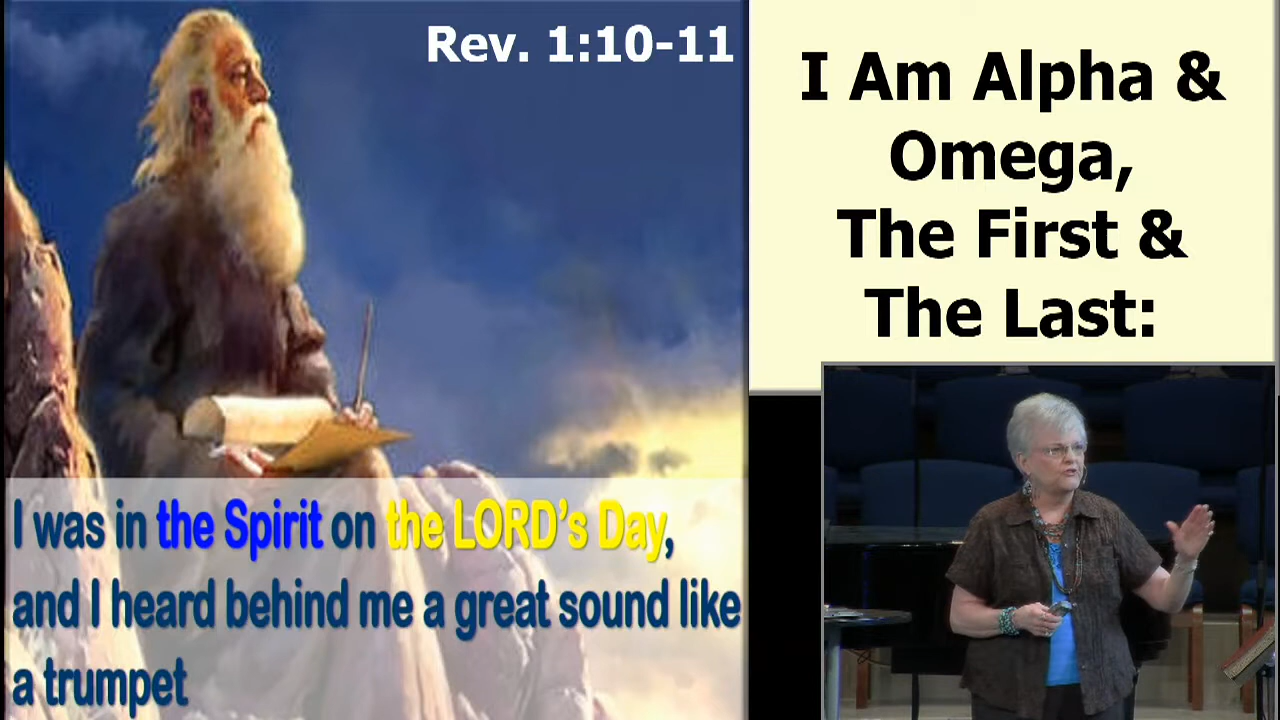 Rev. 1:10-11
I was in the Spirit on the LORD's Day,
and I heard behind me a great sound like
a trumpet
I Am Alpha &
Omega,
The First &
The Last: